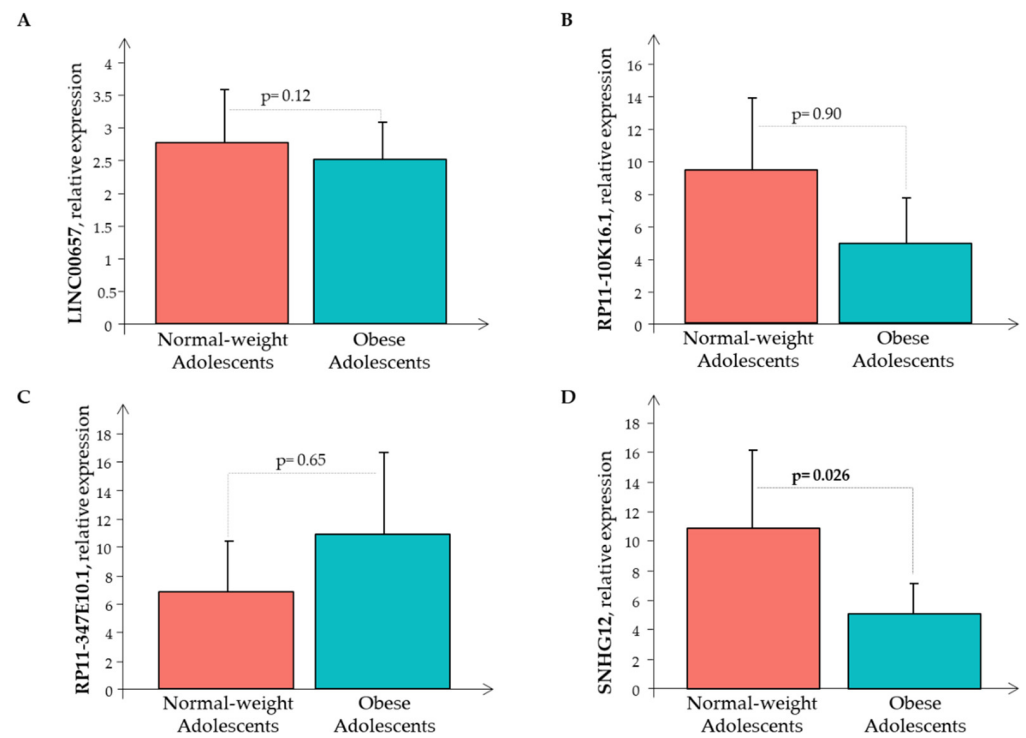 A
LINC00657, relative expression
4
3.5
3
2.5
2
1.5
1
0.5
0
p= 0.12
Normal-weight
Adolescents
Obese
Adolescents
B
RP11-10K16.1, relative expression
16
14
12
10
8
6
4
2
0
p= 0.90
Normal-weight
Adolescents
Obese
Adolescents
C
RP11-347E10.1, relative expression
18
16
14
12
10
8
6
4
2
0
p= 0.65
Normal-weight
Adolescents
Obese
Adolescents
D
SNHG12, relative expression
18
16
14
12
10
8
6
4
2
0
p= 0.026
Normal-weight
Adolescents
Obese
Adolescents